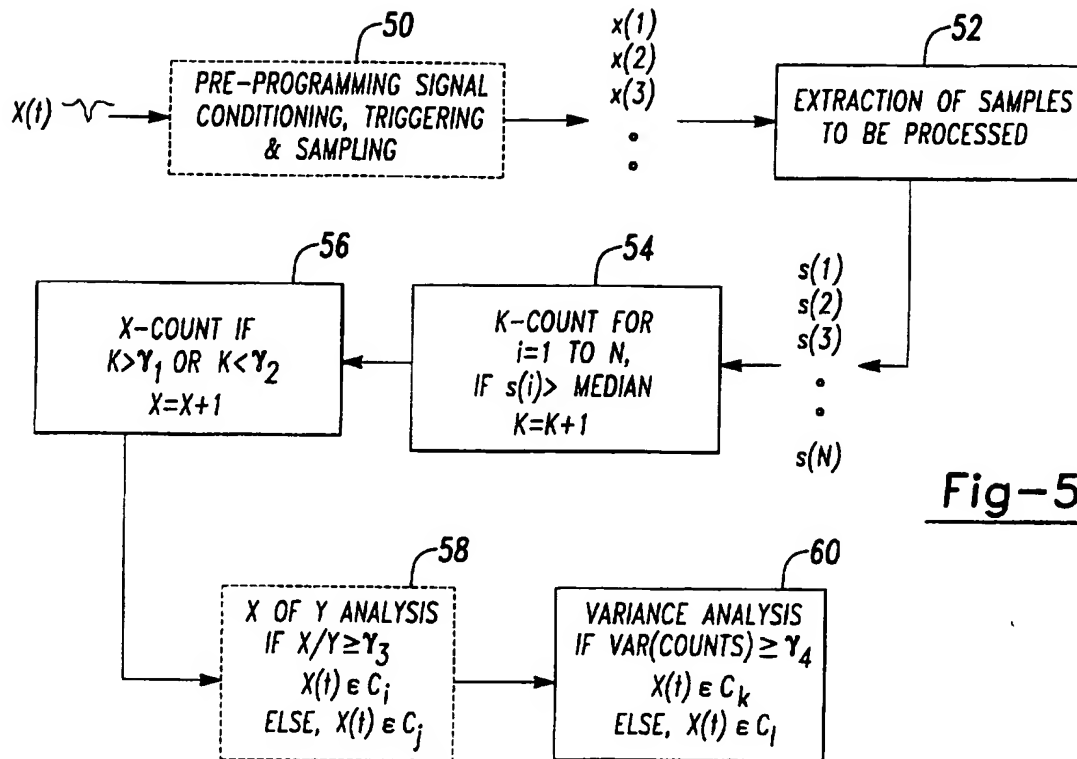 50
PRE-PROGRAMMING SIGNAL
CONDITIONING, TRIGGERING
& SAMPLING
X(t)
x(1)
x(2)
x(3)
52
EXTRACTION OF SAMPLES
TO BE PROCESSED
s(1)
s(2)
s(3)
s(N)
54
K-COUNT FOR
i=1 TO N,
IF s(i)> MEDIAN
K=K+1
56
X-COUNT IF
K>γ1 OR K<γ2
X=X+1
Fig-5
58
X OF Y ANALYSIS
IF X/Y≥γ3
X(t) ε Ci
ELSE, X(t) ε Cj
60
VARIANCE ANALYSIS
IF VAR(COUNTS)≥γ4
X(t) ε Ck
ELSE, X(t) ε Cl